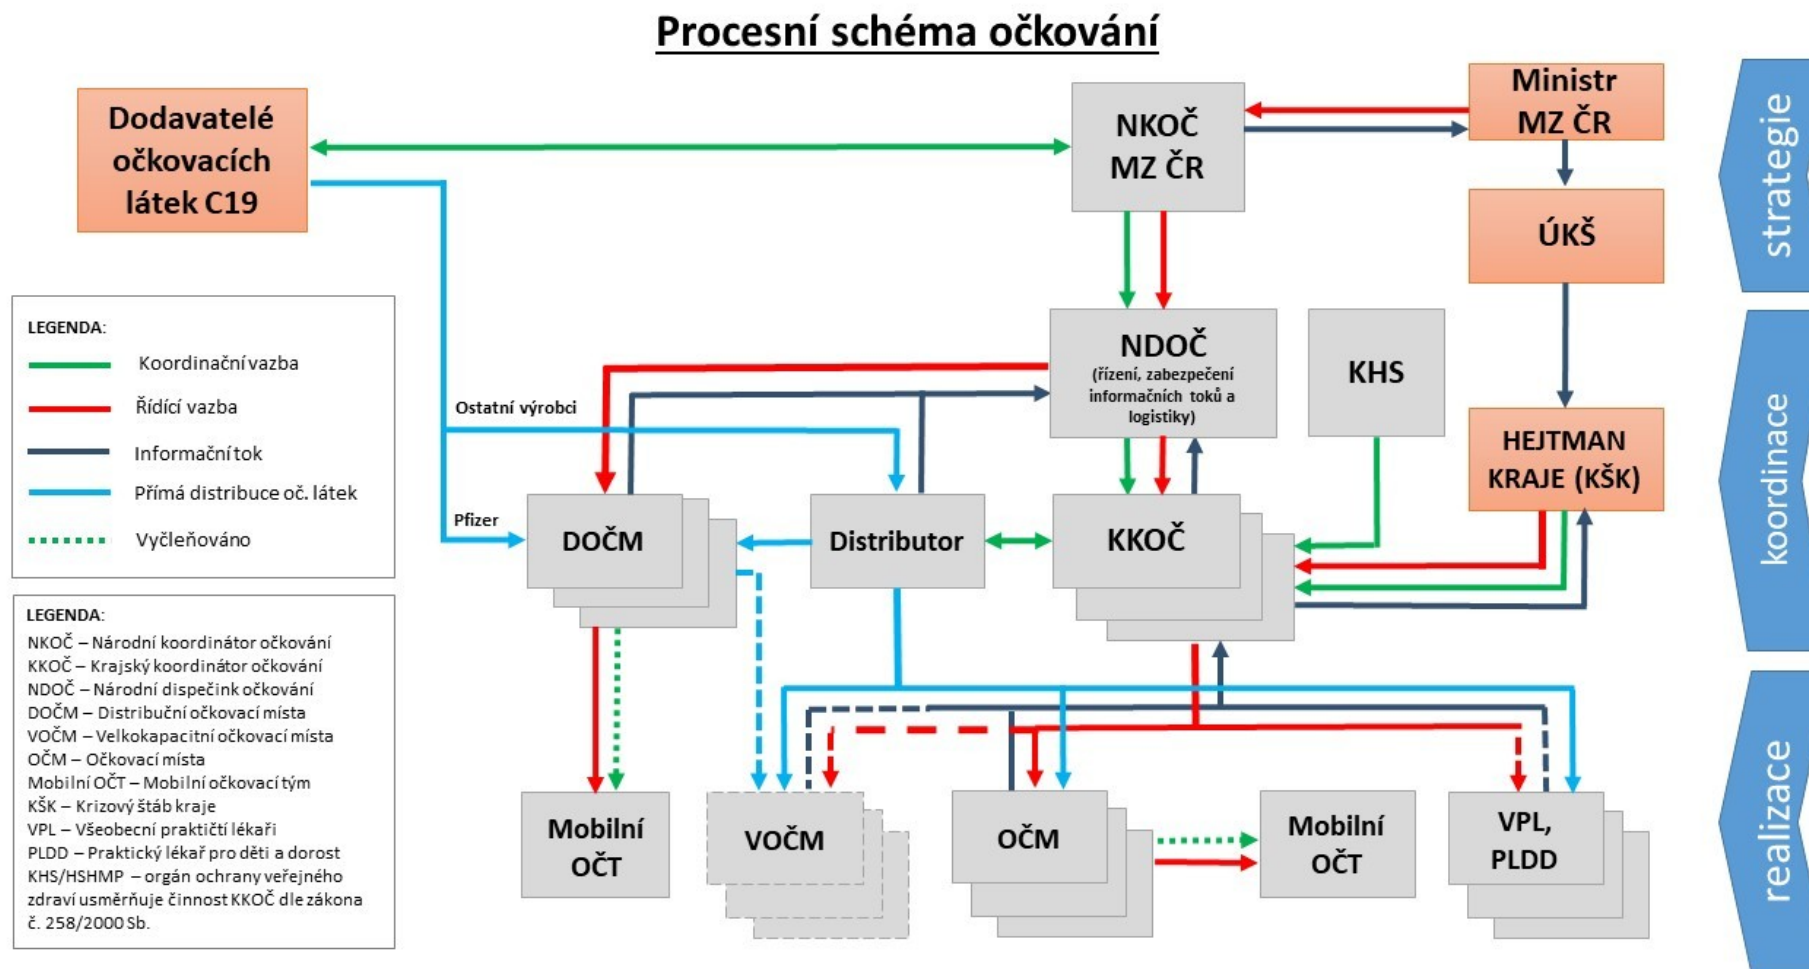 Procesní schéma očkování
Dodavatelé
očkovacích
látek C19
NKOČ
MZ ČR
Ministr
MZ ČR
ÚKŠ
strategie
LEGENDA:
Koordinační vazba
Řídící vazba
Informační tok
Přímá distribuce oč. látek
Vyčleňováno
NDOČ
(řízení, zabezpečení
informačních toků a
logistiky)
KHS
HEJTMAN
KRAJE (KŠK)
koordinace
Ostatní výrobci
Pfizer
DOČM
Distributor
KKOČ
LEGENDA:
NKOČ – Národní koordinátor očkování
KKOČ – Krajský koordinátor očkování
NDOČ – Národní dispečink očkování
DOČM – Distribuční očkovací místa
VOČM – Velkokapacitní očkovací místa
OČM – Očkovací místa
Mobilní OČT – Mobilní očkovací tým
KŠK – Krizový štáb kraje
VPL – Všeobecní praktičtí lékaři
PLDD – Praktický lékař pro děti a dorost
KHS/HSHMP – orgán ochrany veřejného
zdraví usměrňuje činnost KKOČ dle zákona
č. 258/2000 Sb.
Mobilní
OČT
VOČM
OČM
Mobilní
OČT
VPL,
PLDD
realizace